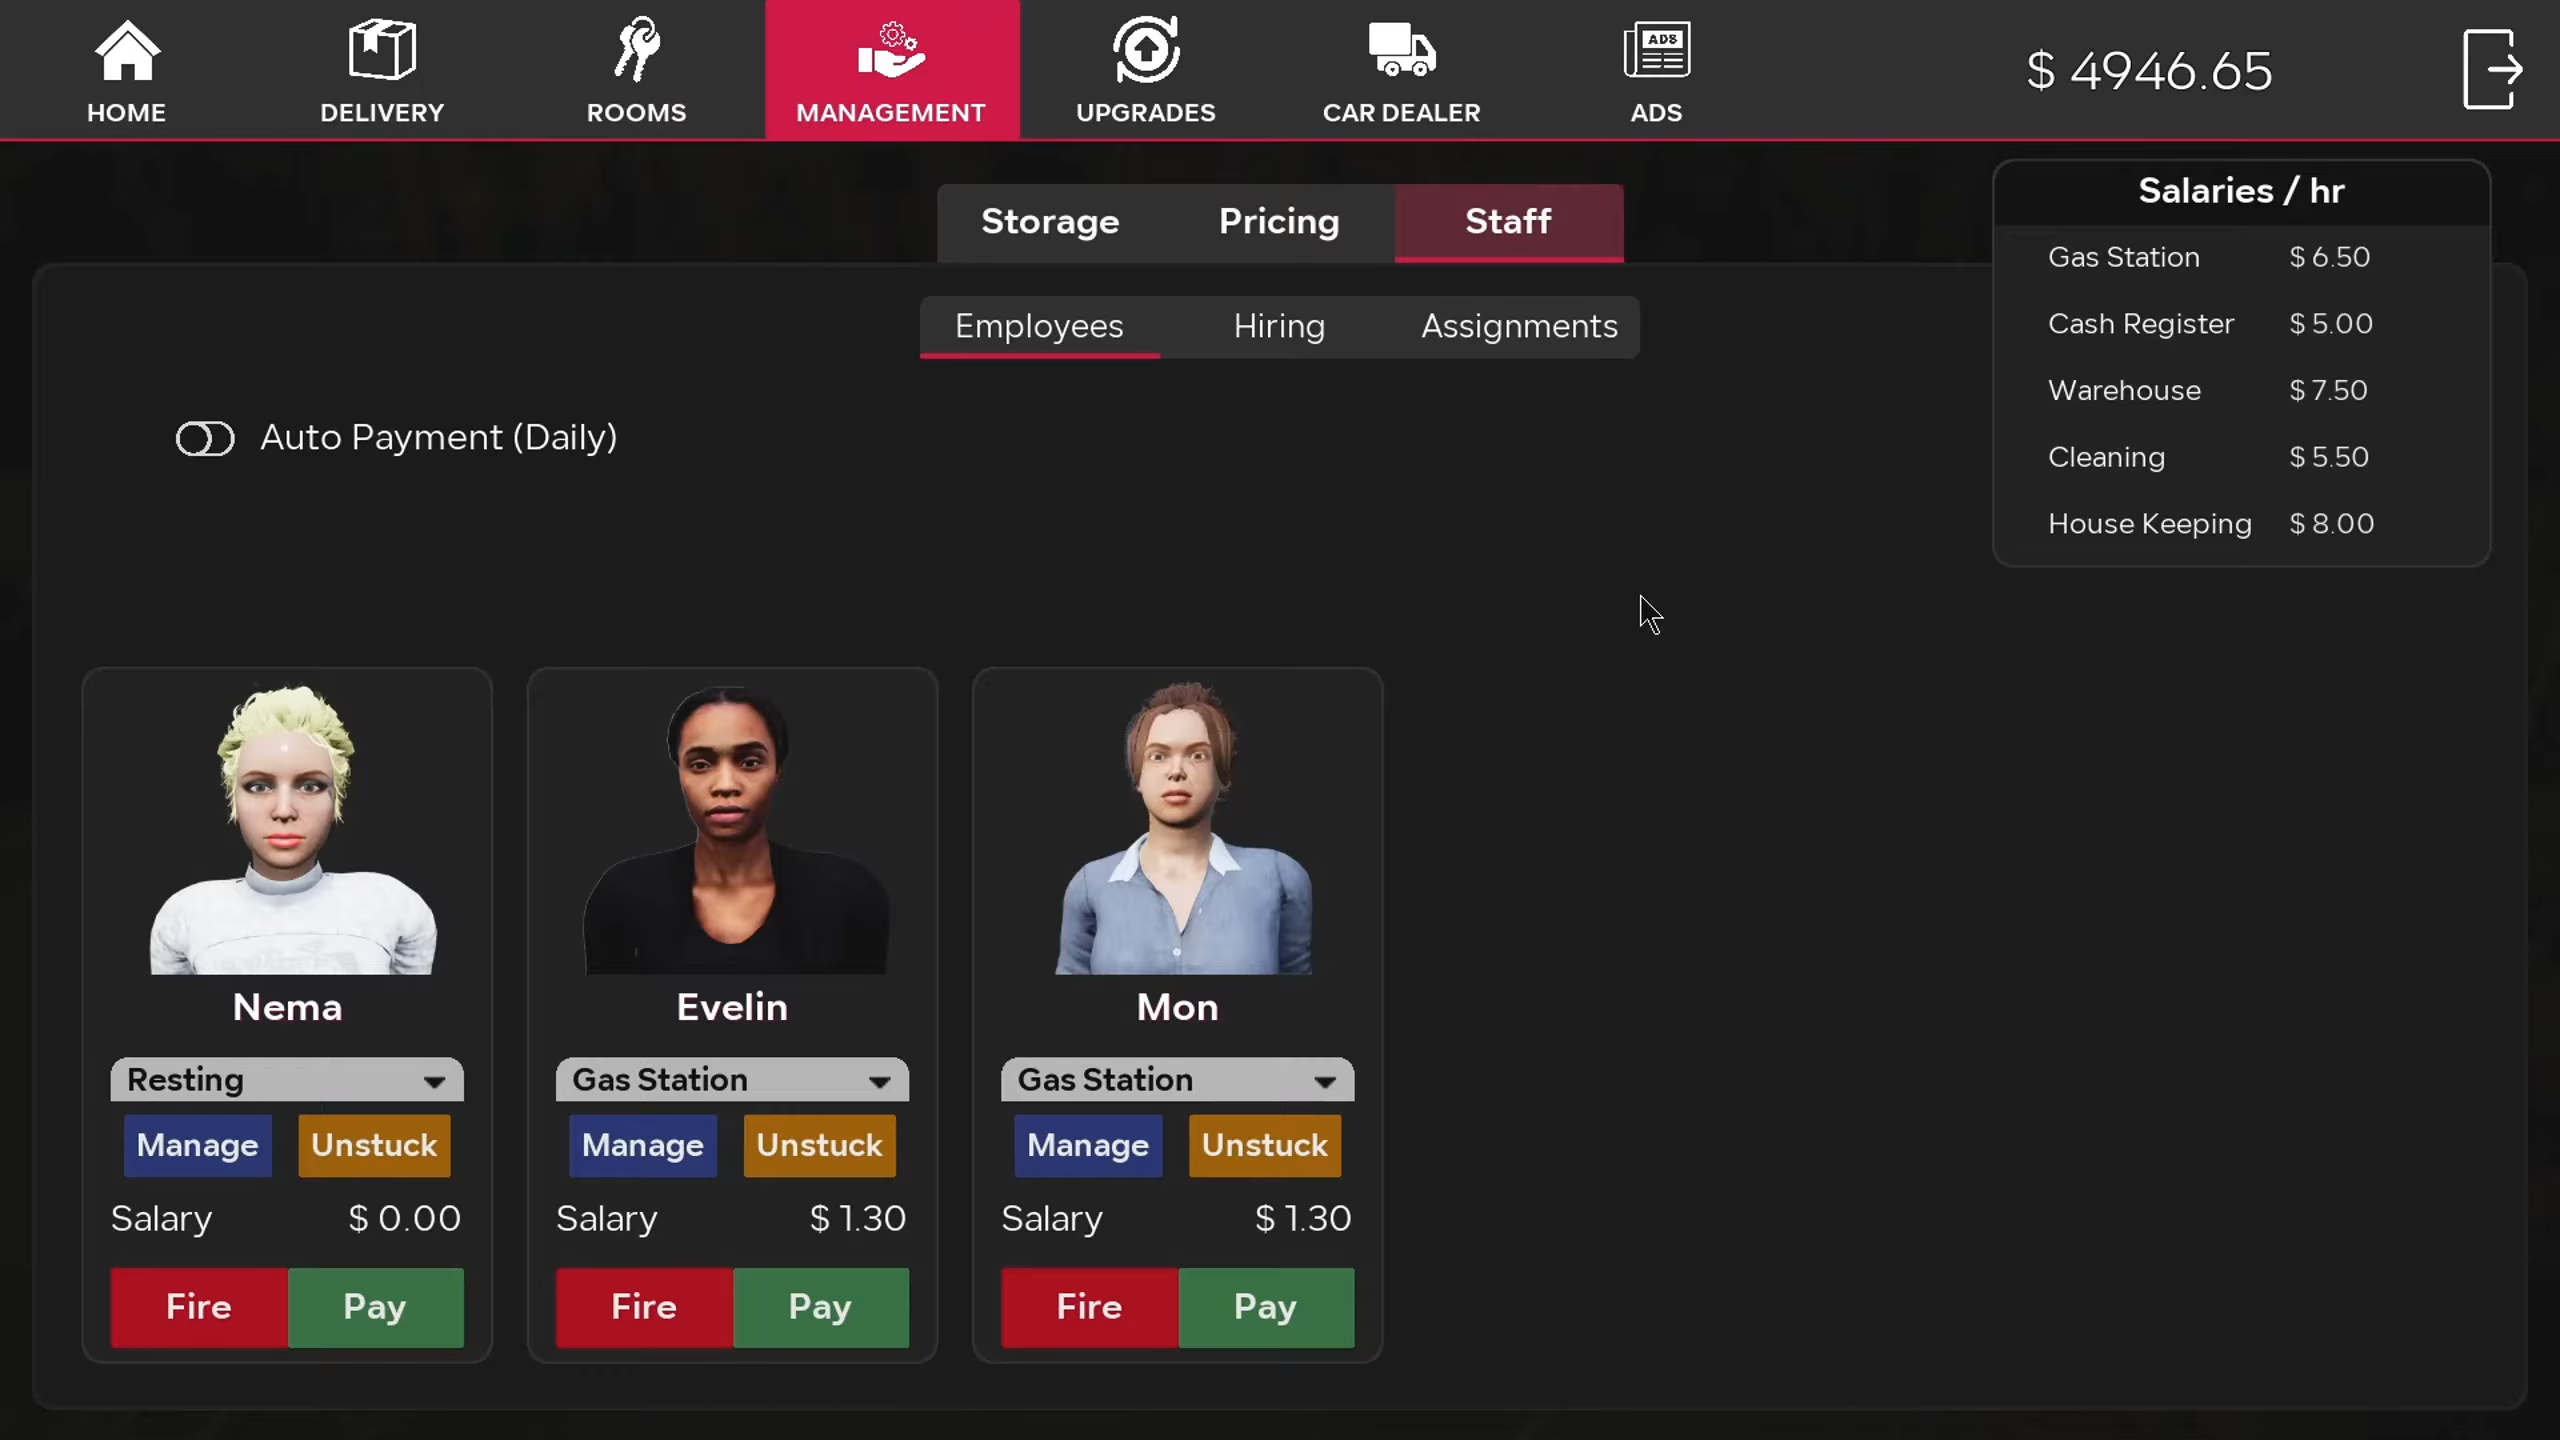 HOME
DELIVERY
ROOMS
MANAGEMENT
UPGRADES
CAR DEALER
ADS
ADS
$ 4946.65
Storage
Pricing
Staff
Salaries / hr
Gas Station $ 6.50
Cash Register $ 5.00
Warehouse $ 7.50
Cleaning $ 5.50
House Keeping $ 8.00
Employees
Hiring
Assignments
Auto Payment (Daily)
Nema
Resting
Manage Unstuck
Salary $ 0.00
Fire Pay
Evelin
Gas Station
Manage Unstuck
Salary $ 1.30
Fire Pay
Mon
Gas Station
Manage Unstuck
Salary $ 1.30
Fire Pay